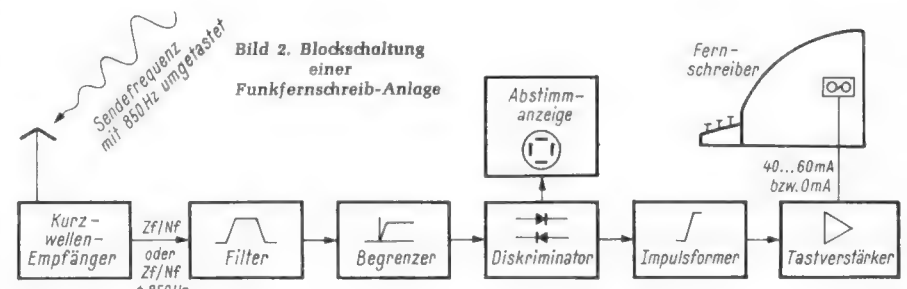 Bild 2. Blockschaltung
einer
Funkfernschreib-Anlage
Sendefrequenz
mit 850Hz umgetastet
Abstimm-
anzeige
Fern-
schreiber
40...60mA
bzw. 0mA
Kurz-
wellen-
Empfänger
Zf/Nf
oder
Zf/Nf
Filter
Begrenzer
Diskriminator
Impulsformer
Tastverstärker